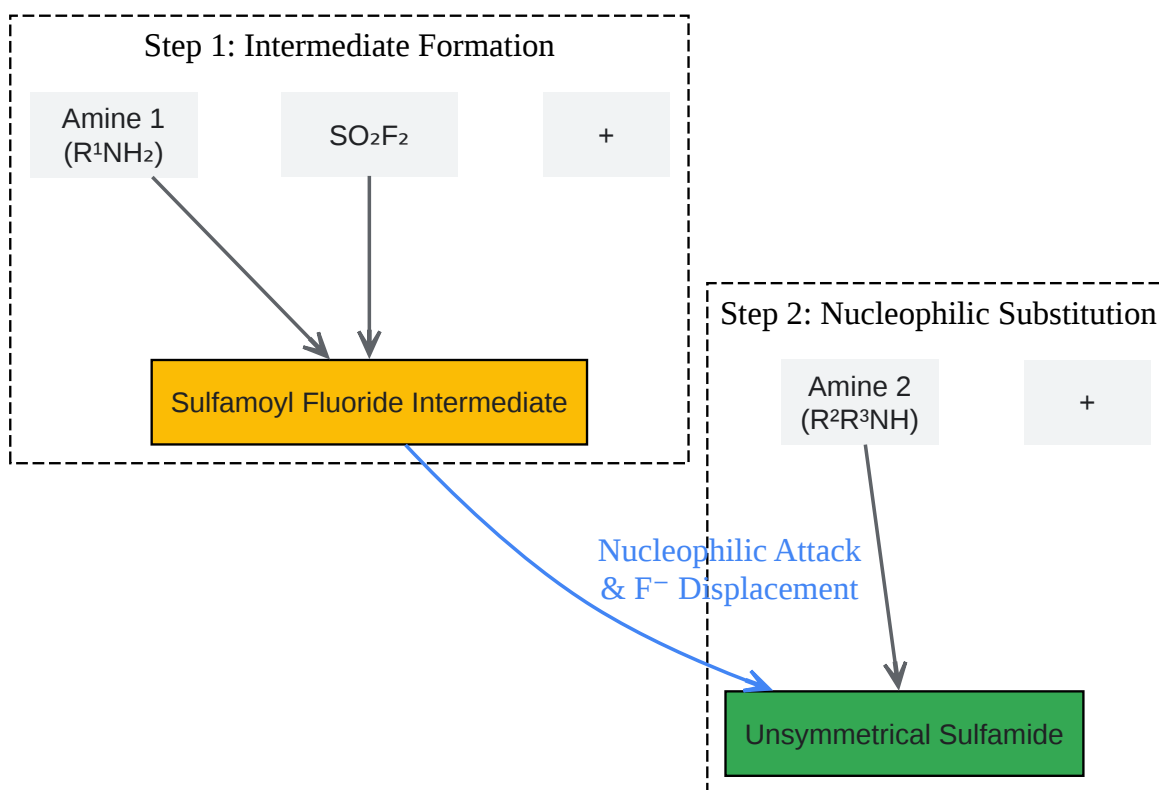 Step 1: Intermediate Formation
Amine 1
(R¹NH₂)
SO₂F₂
+
Sulfamoyl Fluoride Intermediate
Step 2: Nucleophilic Substitution
Amine 2
(R²R³NH)
+
Nucleophilic Attack
& F⁻ Displacement
Unsymmetrical Sulfamide